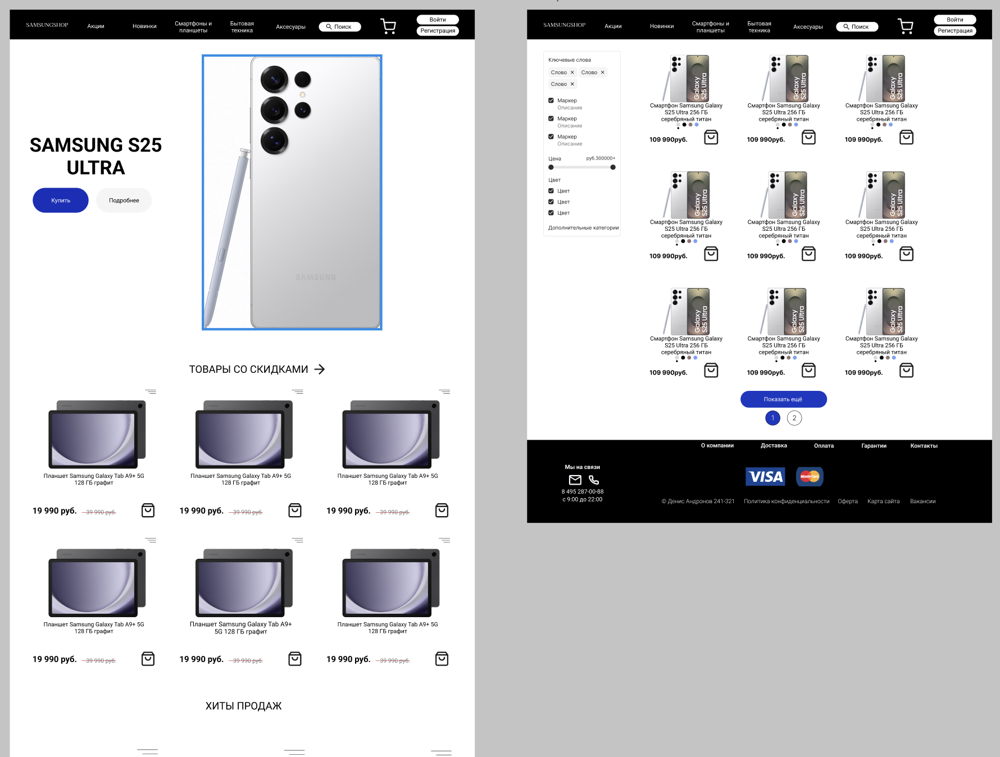 SAMSUNGSHOP
Акции
Новинки
Смартфоны и
планшеты
Бытовая
техника
Аксесуары
Поиск
Войти
Регистрация
SAMSUNG S25
ULTRA
Купить
Подробнее
SAMSUNG
ТОВАРЫ СО СКИДКАМИ
Планшет Samsung Galaxy Tab A9+ 5G
128 ГБ графит
19 990 руб. 39 990 руб.
Планшет Samsung Galaxy Tab A9+ 5G
128 ГБ графит
19 990 руб. 39 990 руб.
Планшет Samsung Galaxy Tab A9+ 5G
128 ГБ графит
19 990 руб. 39 990 руб.
Планшет Samsung Galaxy Tab A9+ 5G
128 ГБ графит
19 990 руб. 39 990 руб.
Планшет Samsung Galaxy Tab A9+
5G 128 ГБ графит
19 990 руб. 39 990 руб.
Планшет Samsung Galaxy Tab A9+ 5G
128 ГБ графит
19 990 руб. 39 990 руб.
ХИТЫ ПРОДАЖ
SAMSUNGSHOP
Акции
Новинки
Смартфоны и
планшеты
Бытовая
техника
Аксесуары
Поиск
Войти
Регистрация
Ключевые слова
Слово Слово
Слово
Маркер
Описание
Маркер
Описание
Маркер
Описание
Цена руб.300000+
Цвет
Цвет
Цвет
Цвет
Дополнительные категории
Galaxy
S25 Ultra
Смартфон Samsung Galaxy
S25 Ultra 256 ГБ
серебряный титан
109 990руб.
Galaxy
S25 Ultra
Смартфон Samsung Galaxy
S25 Ultra 256 ГБ
серебряный титан
109 990руб.
Galaxy
S25 Ultra
Смартфон Samsung Galaxy
S25 Ultra 256 ГБ
серебряный титан
109 990руб.
Galaxy
S25 Ultra
Смартфон Samsung Galaxy
S25 Ultra 256 ГБ
серебряный титан
109 990руб.
Galaxy
S25 Ultra
Смартфон Samsung Galaxy
S25 Ultra 256 ГБ
серебряный титан
109 990руб.
Galaxy
S25 Ultra
Смартфон Samsung Galaxy
S25 Ultra 256 ГБ
серебряный титан
109 990руб.
Galaxy
S25 Ultra
Смартфон Samsung Galaxy
S25 Ultra 256 ГБ
серебряный титан
109 990руб.
Galaxy
S25 Ultra
Смартфон Samsung Galaxy
S25 Ultra 256 ГБ
серебряный титан
109 990руб.
Galaxy
S25 Ultra
Смартфон Samsung Galaxy
S25 Ultra 256 ГБ
серебряный титан
109 990руб.
Показать ещё
1 2
О компании Доставка Оплата Гарантии Контакты
Мы на связи
8 495 287-00-88
с 9:00 до 22:00
VISA MasterCard
© Денис Андронов 241-321 Политика конфиденциальности Оферта Карта сайта Вакансии